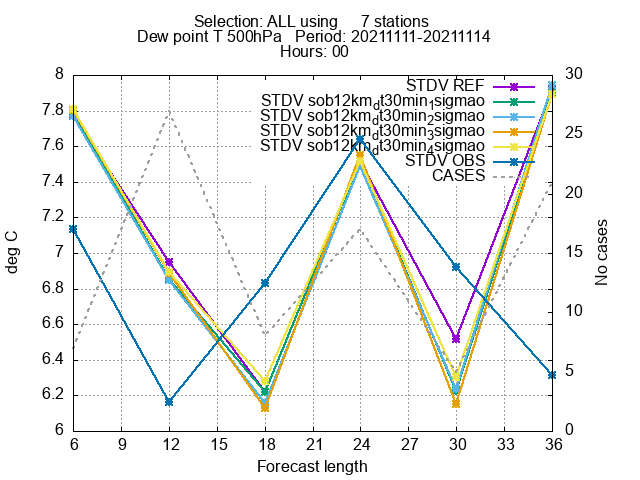 Selection: ALL using 7 stations
Dew point T 500hPa Period: 20211111-20211114
Hours: 00
STDV REF
STDV sob12km_dt30min_1sigmao
STDV sob12km_dt30min_2sigmao
STDV sob12km_dt30min_3sigmao
STDV sob12km_dt30min_4sigmao
STDV OBS
CASES
8
7.8
7.6
7.4
7.2
7
6.8
6.6
6.4
6.2
6
deg C
30
25
20
15
10
5
0
No cases
6 9 12 15 18 21 24 27 30 33 36
Forecast length